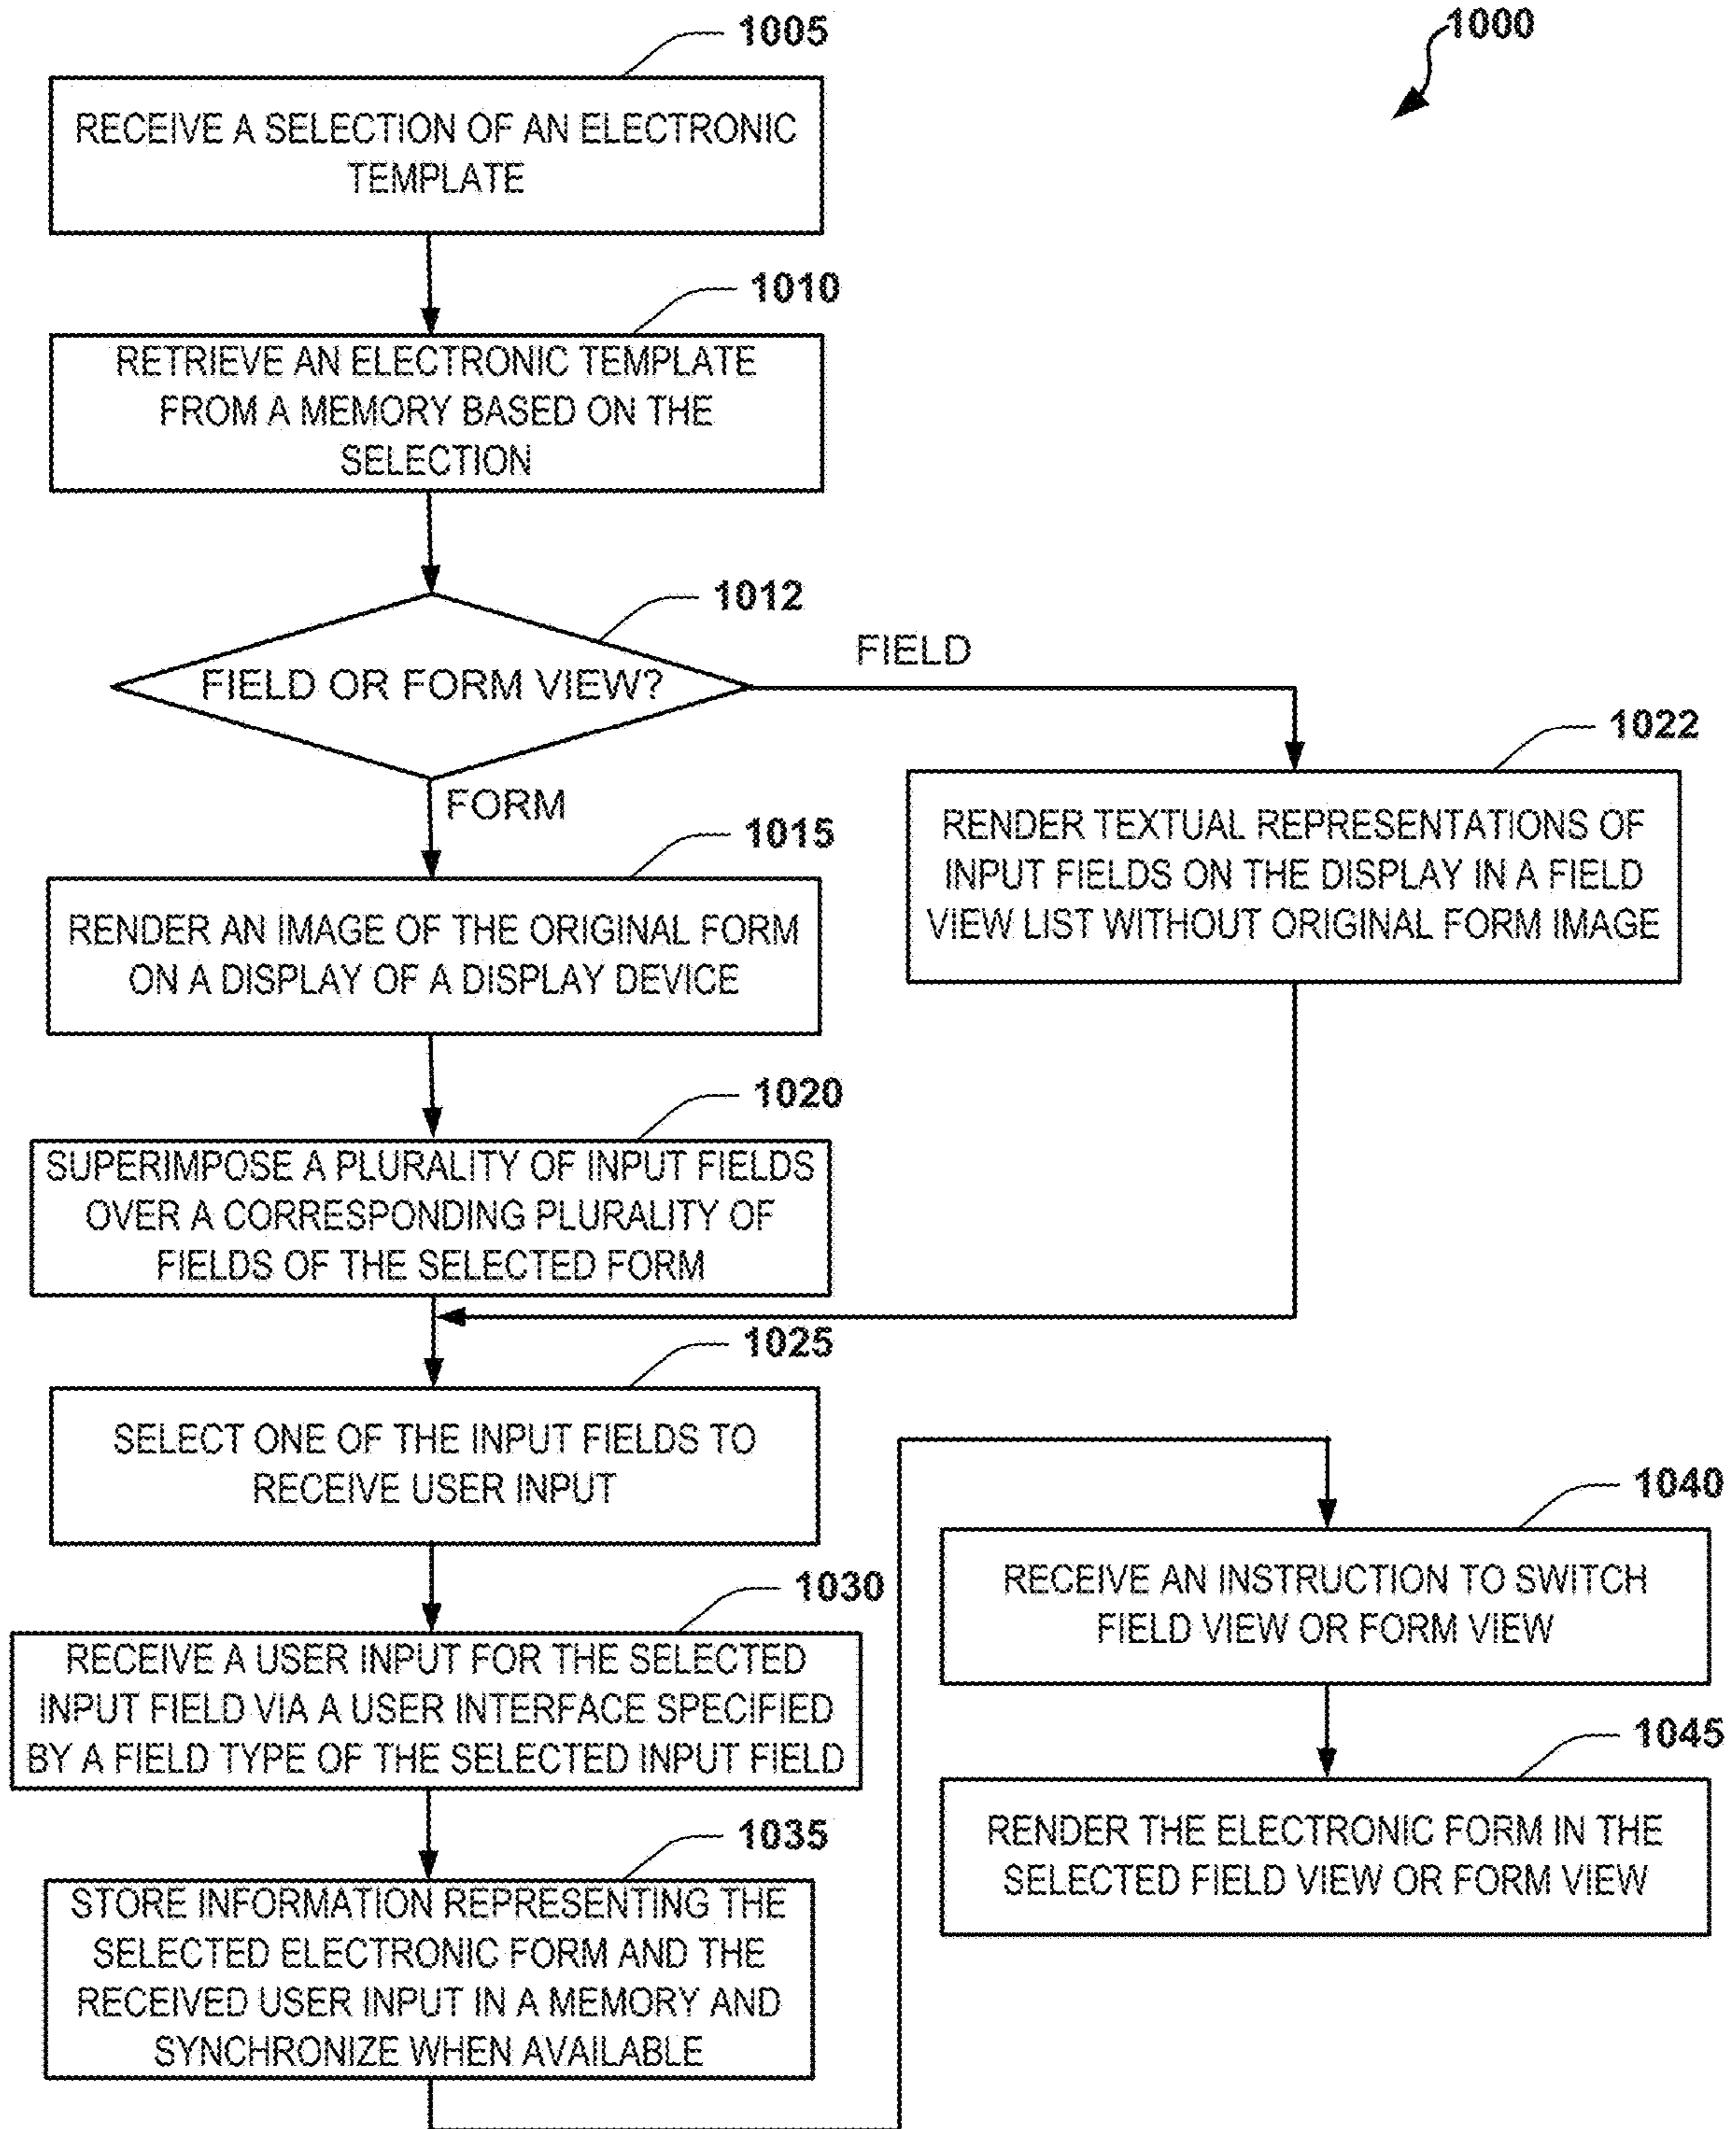 1000
1005
RECEIVE A SELECTION OF AN ELECTRONIC
TEMPLATE
1010
RETRIEVE AN ELECTRONIC TEMPLATE
FROM A MEMORY BASED ON THE
SELECTION
1012
FIELD OR FORM VIEW?
FIELD
FORM
1022
RENDER TEXTUAL REPRESENTATIONS OF
INPUT FIELDS ON THE DISPLAY IN A FIELD
VIEW LIST WITHOUT ORIGINAL FORM IMAGE
1015
RENDER AN IMAGE OF THE ORIGINAL FORM
ON A DISPLAY OF A DISPLAY DEVICE
1020
SUPERIMPOSE A PLURALITY OF INPUT FIELDS
OVER A CORRESPONDING PLURALITY OF
FIELDS OF THE SELECTED FORM
1025
SELECT ONE OF THE INPUT FIELDS TO
RECEIVE USER INPUT
1030
RECEIVE A USER INPUT FOR THE SELECTED
INPUT FIELD VIA A USER INTERFACE SPECIFIED
BY A FIELD TYPE OF THE SELECTED INPUT FIELD
1035
STORE INFORMATION REPRESENTING THE
SELECTED ELECTRONIC FORM AND THE
RECEIVED USER INPUT IN A MEMORY AND
SYNCHRONIZE WHEN AVAILABLE
1040
RECEIVE AN INSTRUCTION TO SWITCH
FIELD VIEW OR FORM VIEW
1045
RENDER THE ELECTRONIC FORM IN THE
SELECTED FIELD VIEW OR FORM VIEW